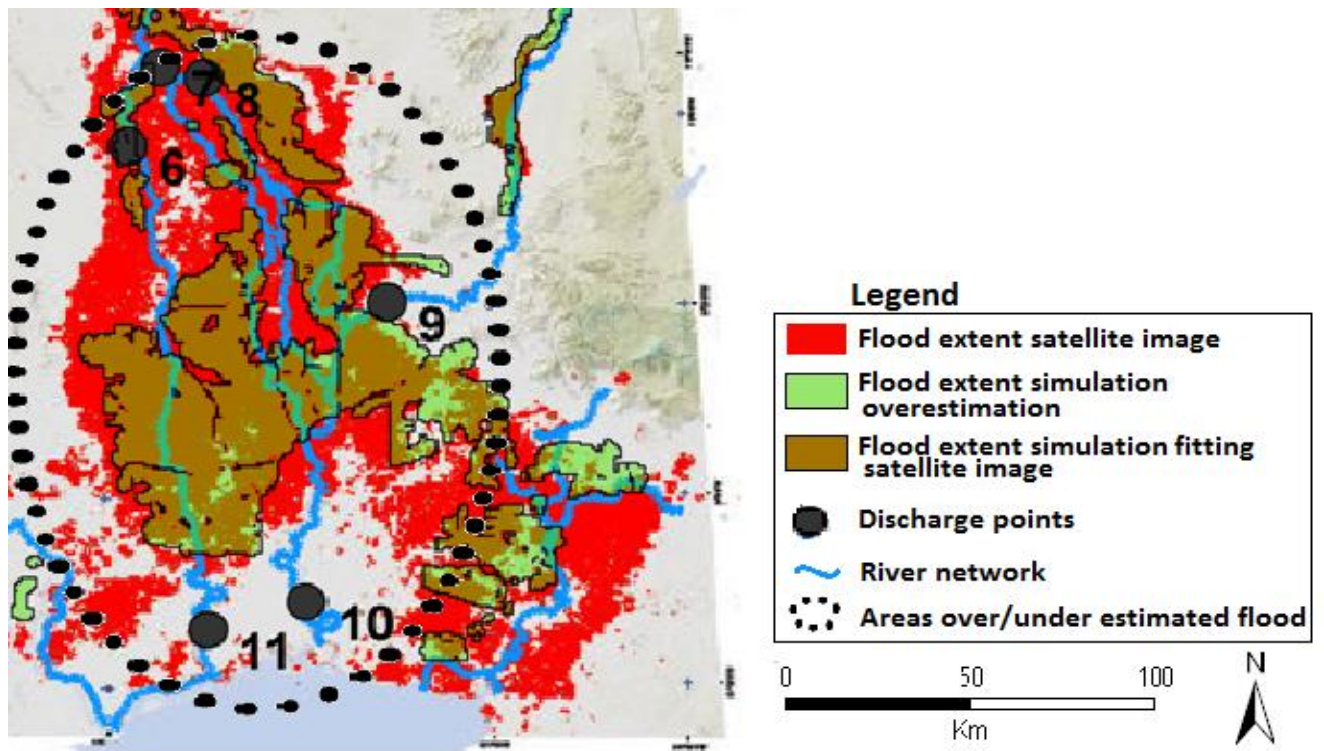 7
8
6
9
10
11
Legend
Flood extent satellite image
Flood extent simulation
overestimation
Flood extent simulation fitting
satellite image
Discharge points
River network
Areas over/under estimated flood
0 50 100
Km
N